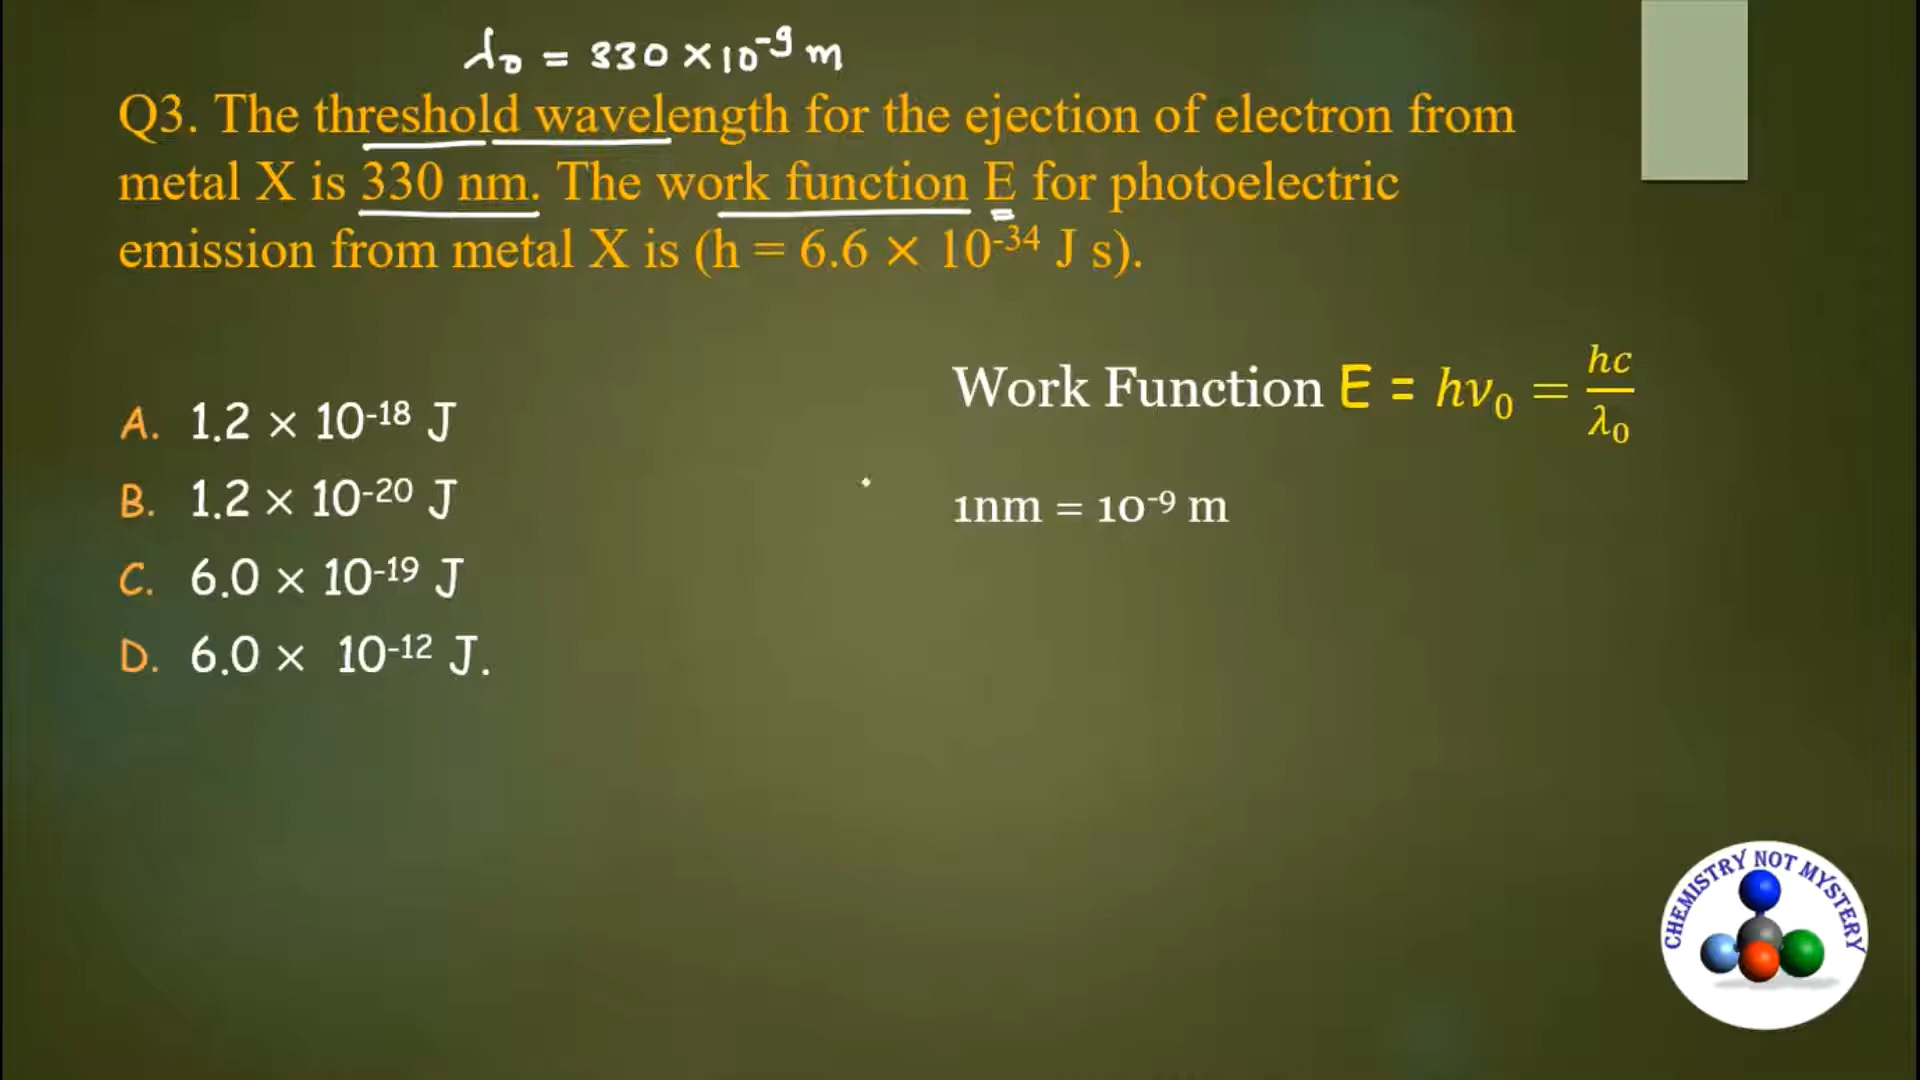 λ₀ = 330 × 10⁻⁹ m
Q3. The threshold wavelength for the ejection of electron from
metal X is 330 nm. The work function E for photoelectric
emission from metal X is (h = 6.6 × 10⁻³⁴ J s).
A. 1.2 × 10⁻¹⁸ J
B. 1.2 × 10⁻²⁰ J
C. 6.0 × 10⁻¹⁹ J
D. 6.0 × 10⁻¹² J.
Work Function E = hν₀ = hc/λ₀
1nm = 10⁻⁹ m
CHEMISTRY NOT MYSTERY